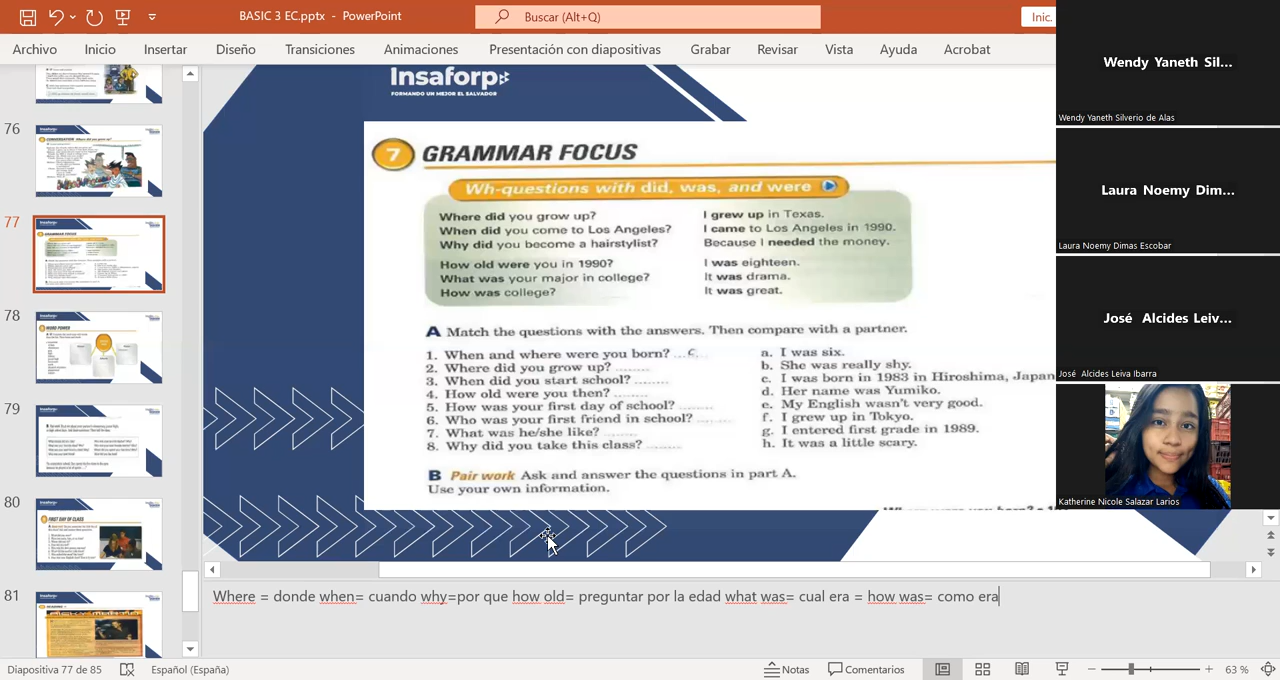 BASIC 3 EC.pptx - PowerPoint
Buscar (Alt+Q)
Inic.
Archivo Inicio Insertar Diseño Transiciones Animaciones Presentación con diapositivas Grabar Revisar Vista Ayuda Acrobat
Insaforp
FORMANDO UN MEJOR EL SALVADOR
7 GRAMMAR FOCUS
Wh-questions with did, was, and were
Where did you grow up? I grew up in Texas.
When did you come to Los Angeles? I came to Los Angeles in 1990.
Why did you become a hairstylist? Because I needed the money.
How old were you in 1990? I was eighteen.
What was your major in college? It was drama.
How was college? It was great.
A Match the questions with the answers. Then compare with a partner.
1. When and where were you born? ...c... a. I was six.
2. Where did you grow up? ........ b. She was really shy.
3. When did you start school? ........ c. I was born in 1983 in Hiroshima, Japan
4. How old were you then? ........ d. Her name was Yumiko.
5. How was your first day of school? ........ e. My English wasn't very good.
6. Who was your first friend in school? ........ f. I grew up in Tokyo.
7. What was he/she like? ........ g. I entered first grade in 1989.
8. Why did you take this class? ........ h. It was a little scary.
B Pair work Ask and answer the questions in part A.
Use your own information.
76
77
GRAMMAR FOCUS
78
WORD POWER
79
80
FIRST DAY OF CLASS
81
Where = donde when= cuando why=por que how old= preguntar por la edad what was= cual era = how was= como era
Diapositiva 77 de 85 Español (España) Notas Comentarios 63 %
Wendy Yaneth Sil...
Wendy Yaneth Silverio de Alas
Laura Noemy Dim...
Laura Noemy Dimas Escobar
José Alcides Leiv...
José Alcides Leiva Ibarra
Katherine Nicole Salazar Larios